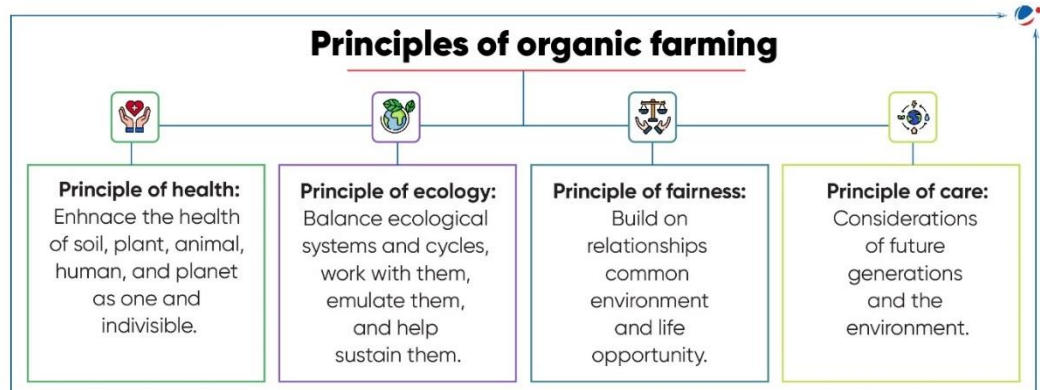 Principles of organic farming
Principle of health:
Enhnace the health
of soil, plant, animal,
human, and planet
as one and
indivisible.
Principle of ecology:
Balance ecological
systems and cycles,
work with them,
emulate them,
and help
sustain them.
Principle of fairness:
Build on
relationships
common
environment
and life
opportunity.
Principle of care:
Considerations
of future
generations
and the
environment.